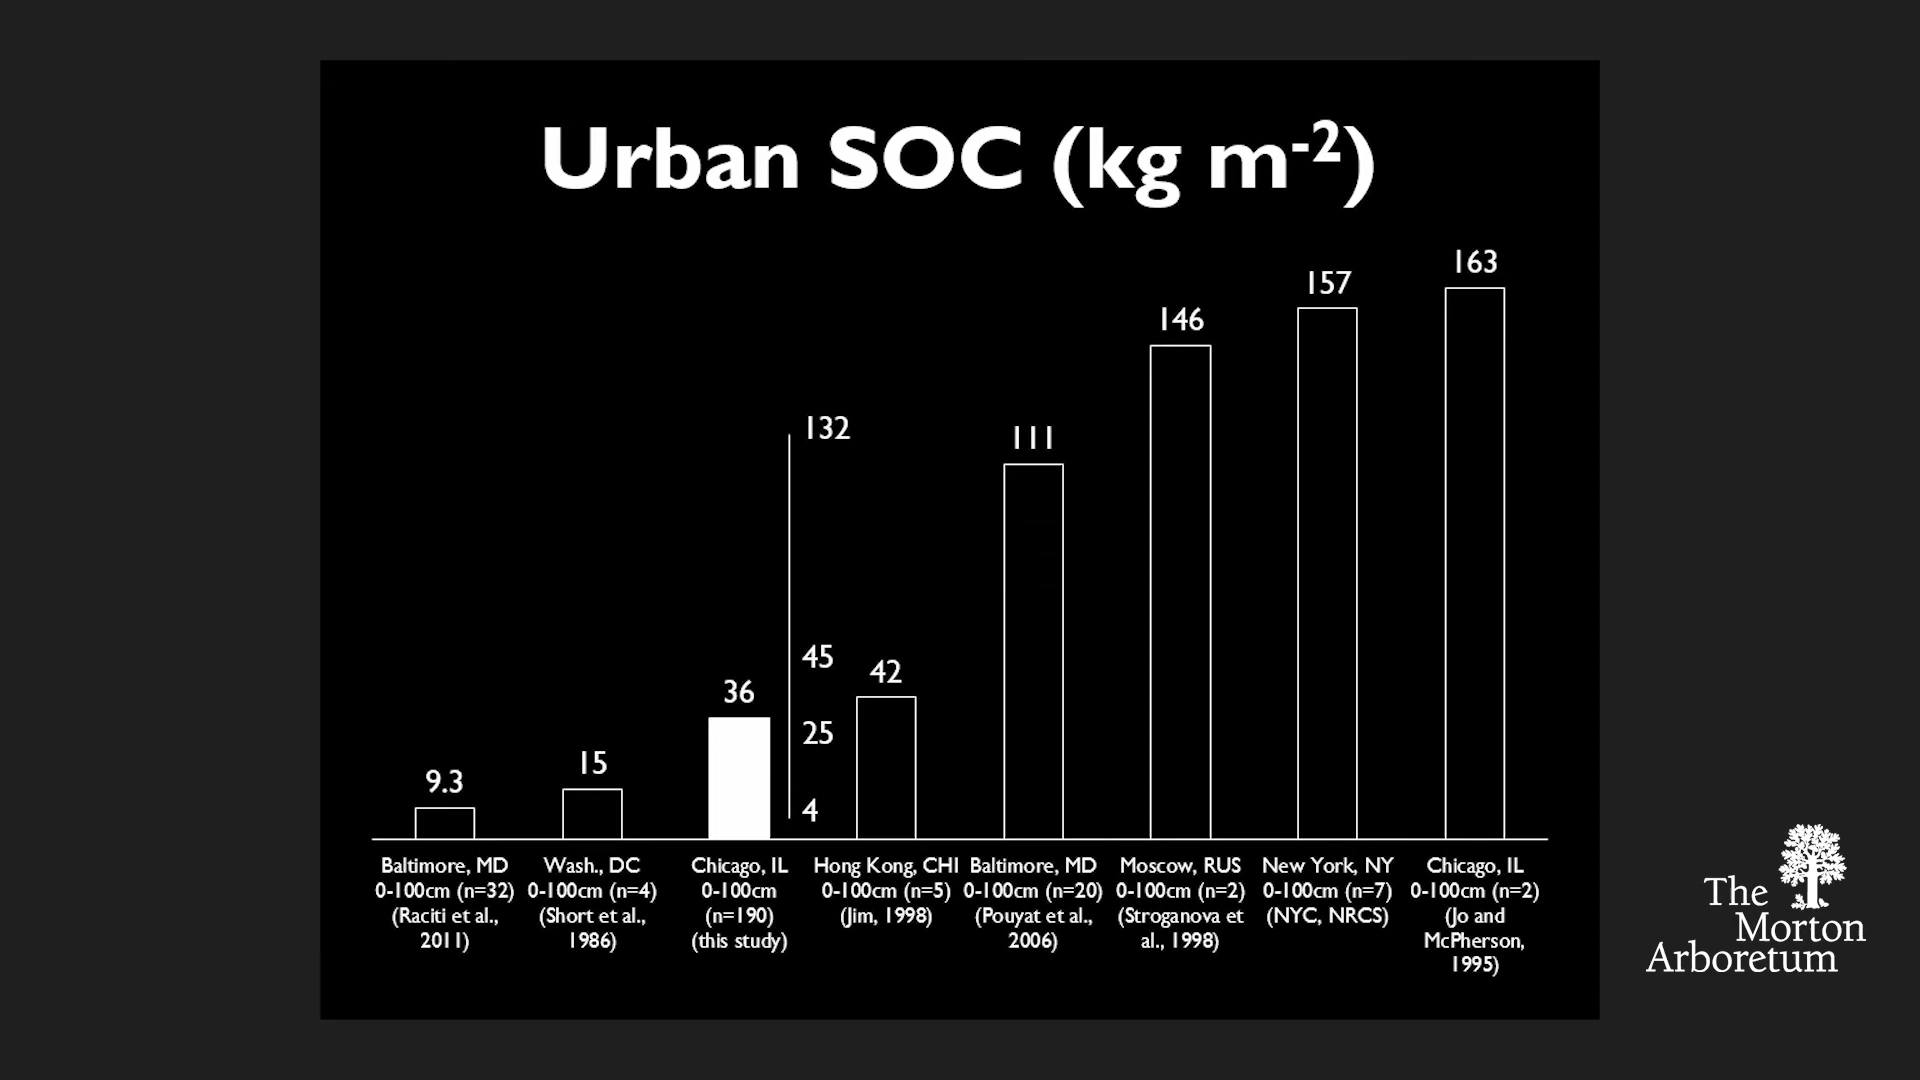 Urban SOC (kg m-2)
163
157
146
132
111
45
42
36
25
15
9.3
4
Baltimore, MD
0-100cm (n=32)
(Raciti et al.,
2011)
Wash., DC
0-100cm (n=4)
(Short et al.,
1986)
Chicago, IL
0-100cm
(n=190)
(this study)
Hong Kong, CHI
0-100cm (n=5)
(Jim, 1998)
Baltimore, MD
0-100cm (n=20)
(Pouyat et al.,
2006)
Moscow, RUS
0-100cm (n=2)
(Stroganova et
al., 1998)
New York, NY
0-100cm (n=7)
(NYC, NRCS)
Chicago, IL
0-100cm (n=2)
(Jo and
McPherson,
1995)
The
Morton
Arboretum